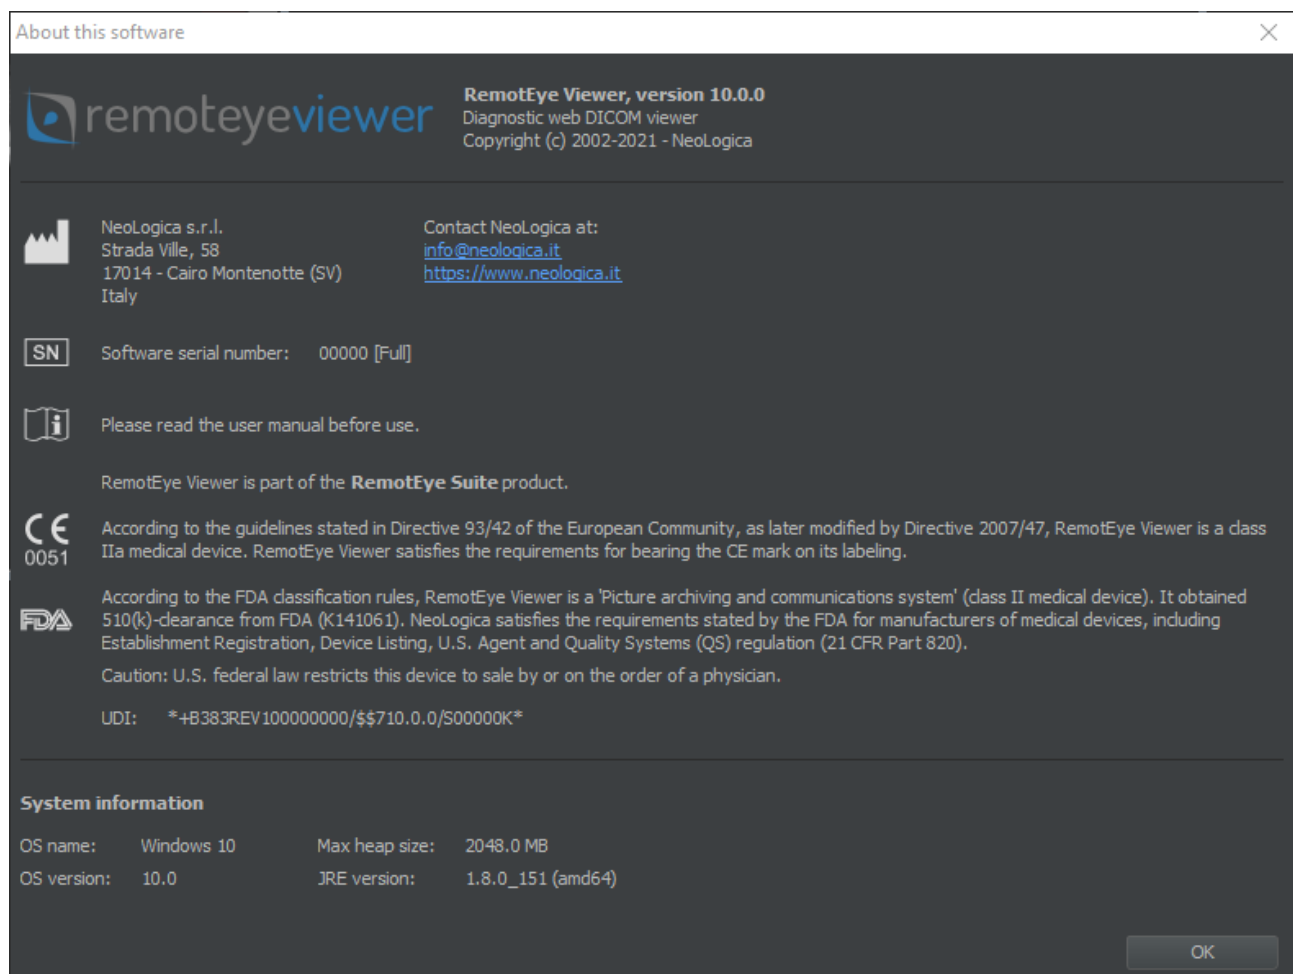 About this software
remoteyeviewer
RemotEye Viewer, version 10.0.0
Diagnostic web DICOM viewer
Copyright (c) 2002-2021 - NeoLogica
NeoLogica s.r.l.
Strada Ville, 58
17014 - Cairo Montenotte (SV)
Italy
Contact NeoLogica at:
info@neologica.it
https://www.neologica.it
SN
Software serial number: 00000 [Full]
i
Please read the user manual before use.
RemotEye Viewer is part of the RemotEye Suite product.
CE
0051
According to the guidelines stated in Directive 93/42 of the European Community, as later modified by Directive 2007/47, RemotEye Viewer is a class
IIa medical device. RemotEye Viewer satisfies the requirements for bearing the CE mark on its labeling.
FDA
According to the FDA classification rules, RemotEye Viewer is a 'Picture archiving and communications system' (class II medical device). It obtained
510(k)-clearance from FDA (K141061). NeoLogica satisfies the requirements stated by the FDA for manufacturers of medical devices, including
Establishment Registration, Device Listing, U.S. Agent and Quality Systems (QS) regulation (21 CFR Part 820).
Caution: U.S. federal law restricts this device to sale by or on the order of a physician.
UDI: *+B383REV100000000/$$710.0.0/S00000K*
System information
OS name: Windows 10 Max heap size: 2048.0 MB
OS version: 10.0 JRE version: 1.8.0_151 (amd64)
OK